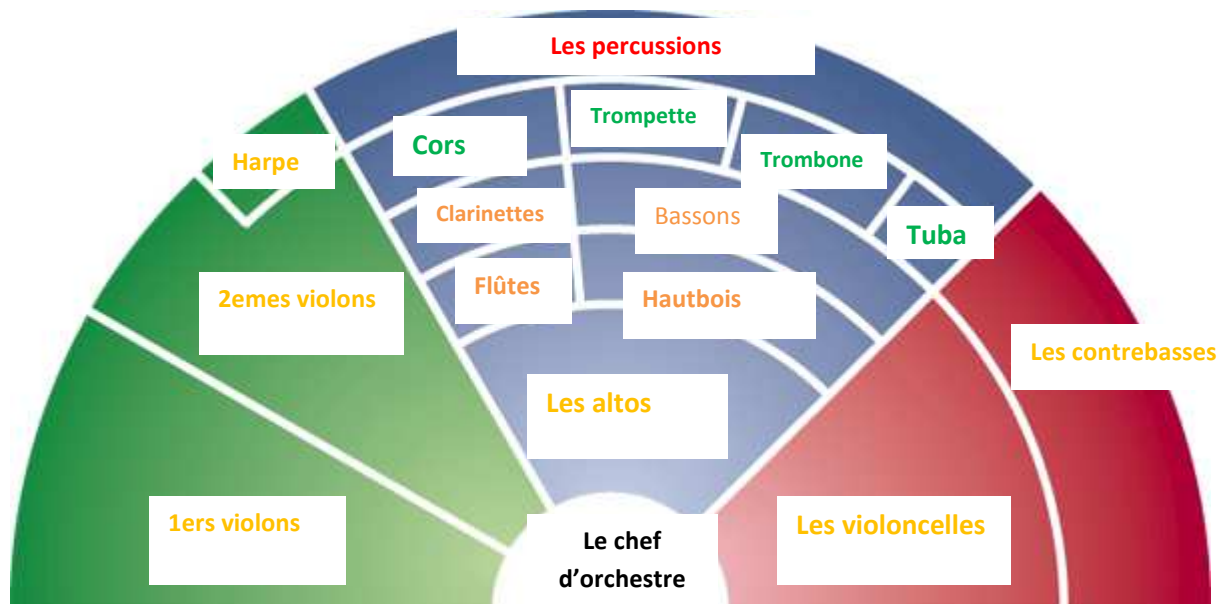 Les percussions
Trompette
Cors
Harpe
Trombone
Clarinettes
Bassons
Tuba
Flûtes
Hautbois
2emes violons
Les contrebasses
Les altos
1ers violons
Les violoncelles
Le chef
d’orchestre